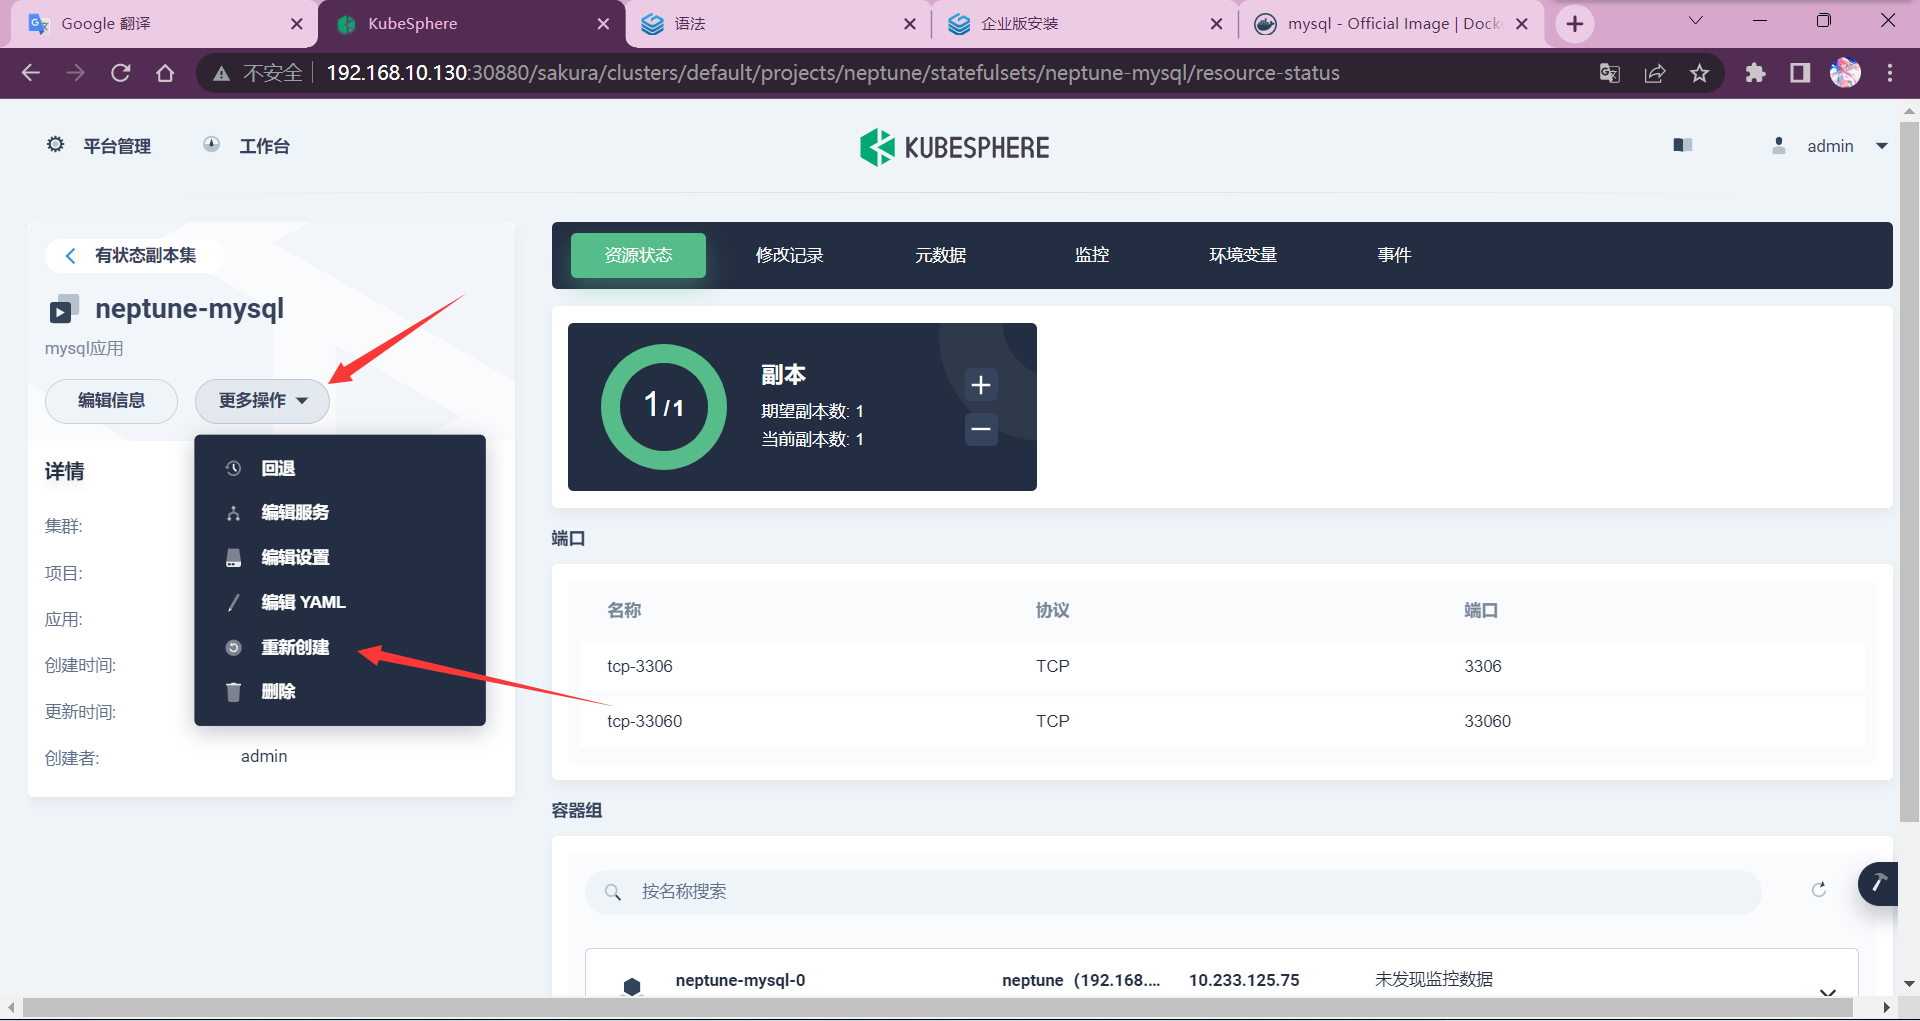 Google 翻译
KubeSphere
语法
企业版安装
mysql - Official Image | Dock
不安全
192.168.10.130:30880/sakura/clusters/default/projects/neptune/statefulsets/neptune-mysql/resource-status
平台管理
工作台
KUBESPHERE
admin
有状态副本集
neptune-mysql
mysql应用
编辑信息
更多操作
回退
编辑服务
编辑设置
编辑 YAML
重新创建
删除
详情
集群:
项目:
应用:
创建时间:
更新时间:
创建者:
admin
资源状态
修改记录
元数据
监控
环境变量
事件
1/1
副本
期望副本数: 1
当前副本数: 1
端口
名称
协议
端口
tcp-3306
TCP
3306
tcp-33060
TCP
33060
容器组
按名称搜索
neptune-mysql-0
neptune（192.168....
10.233.125.75
未发现监控数据